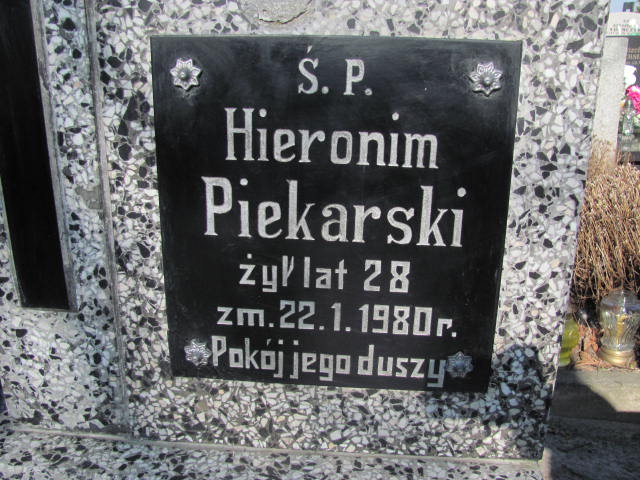 Ś. P.
Hieronim
Piekarski
żył lat 28
zm. 22.1.1980 r.
Pokój jego duszy